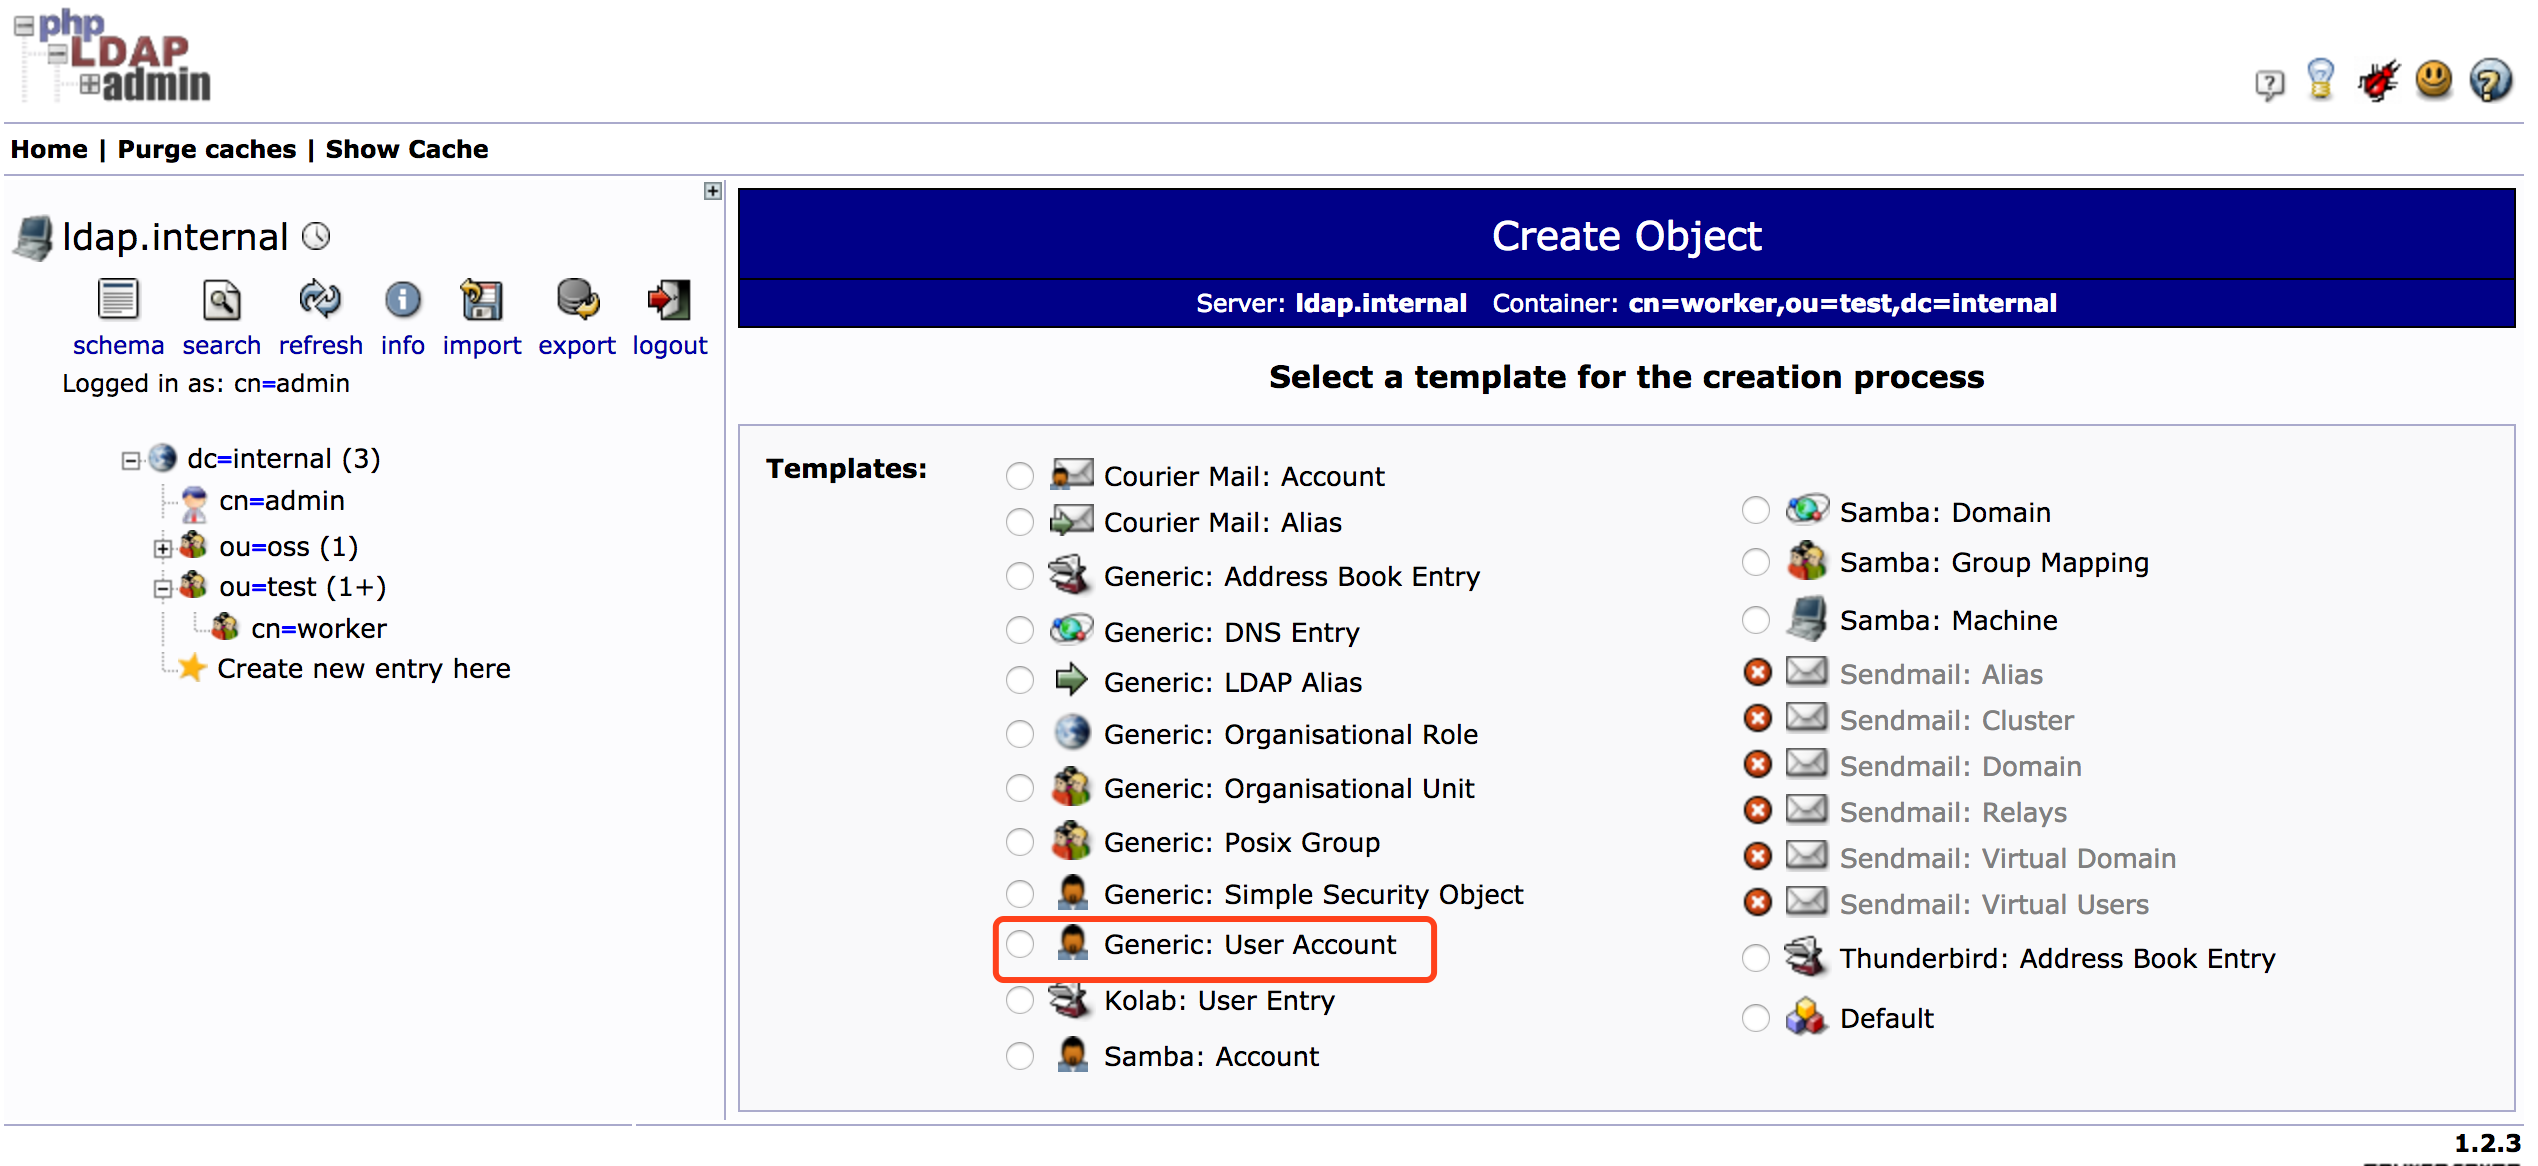 php
LDAP
admin
Home | Purge caches | Show Cache
ldap.internal
schema search refresh info import export logout
Logged in as: cn=admin
dc=internal (3)
cn=admin
ou=oss (1)
ou=test (1+)
cn=worker
Create new entry here
Create Object
Server: ldap.internal Container: cn=worker,ou=test,dc=internal
Select a template for the creation process
Templates:
Courier Mail: Account
Courier Mail: Alias
Generic: Address Book Entry
Generic: DNS Entry
Generic: LDAP Alias
Generic: Organisational Role
Generic: Organisational Unit
Generic: Posix Group
Generic: Simple Security Object
Generic: User Account
Kolab: User Entry
Samba: Account
Samba: Domain
Samba: Group Mapping
Samba: Machine
Sendmail: Alias
Sendmail: Cluster
Sendmail: Domain
Sendmail: Relays
Sendmail: Virtual Domain
Sendmail: Virtual Users
Thunderbird: Address Book Entry
Default
1.2.3